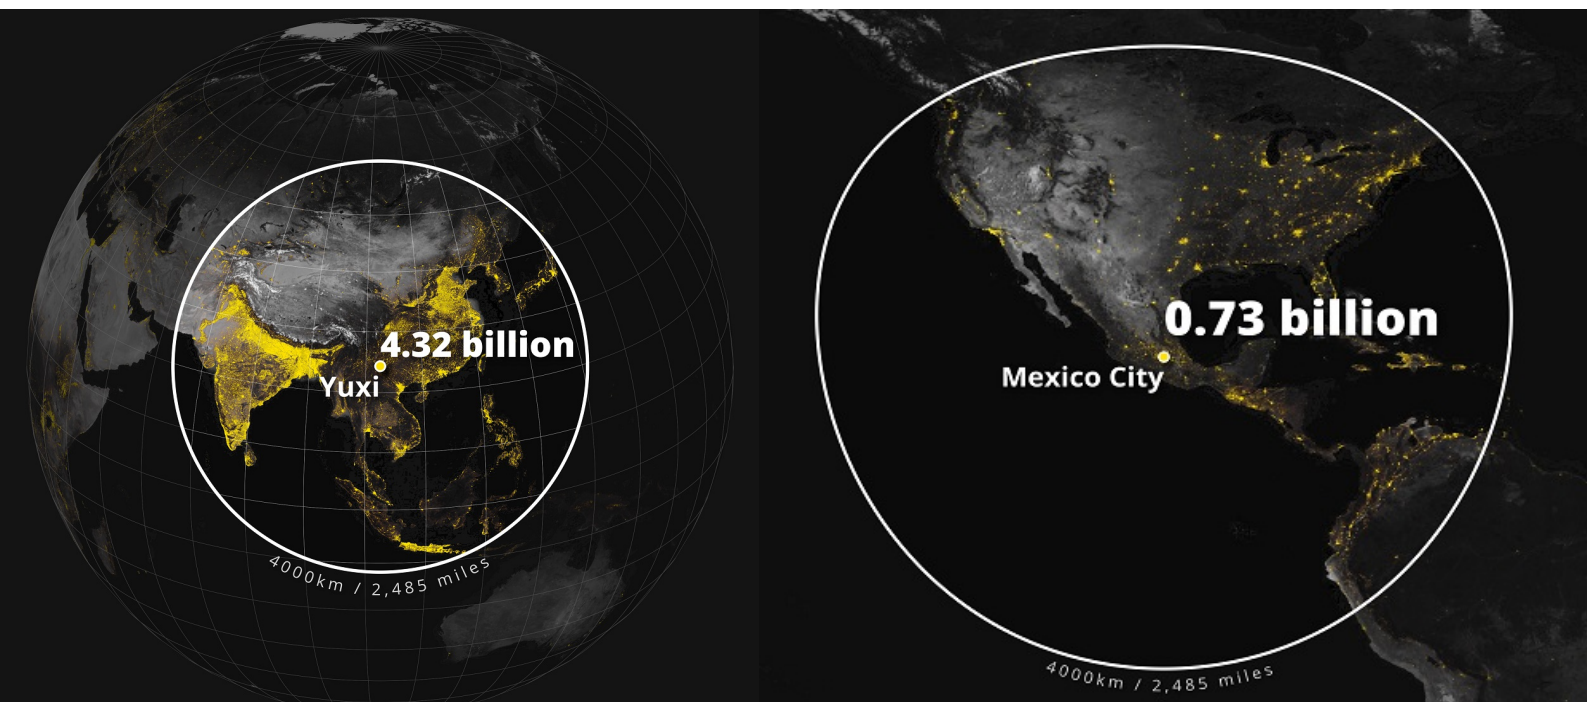 4.32 billion
Yuxi
4000km / 2,485 miles
0.73 billion
Mexico City
4000km / 2,485 miles